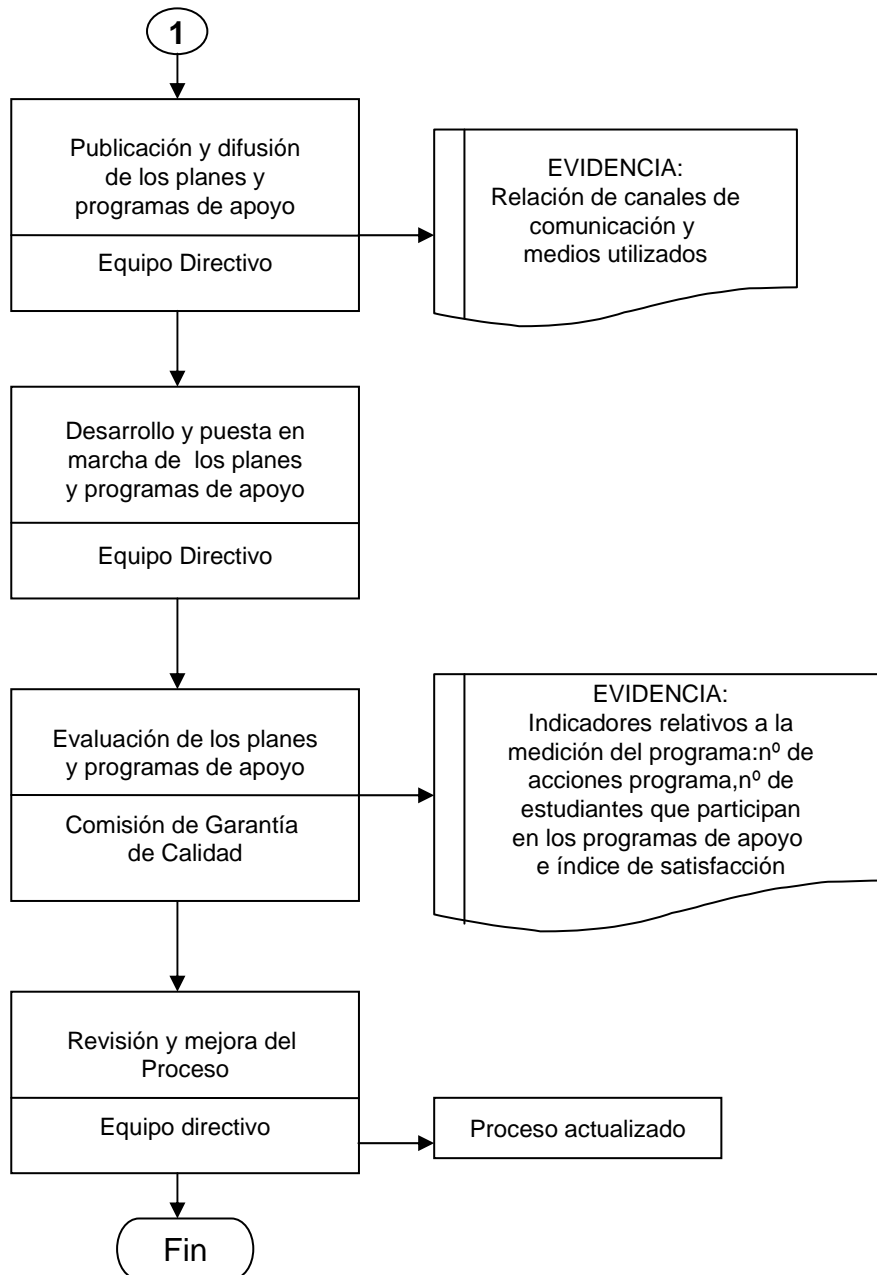 1
Publicación y difusión
de los planes y
programas de apoyo
Equipo Directivo
EVIDENCIA:
Relación de canales de
comunicación y
medios utilizados
Desarrollo y puesta en
marcha de  los planes
y programas de apoyo
Equipo Directivo
Evaluación de los planes
y programas de apoyo
Comisión de Garantía
de Calidad
EVIDENCIA:
Indicadores relativos a la
medición del programa:nº de
acciones programa,nº de
estudiantes que participan
en los programas de apoyo
e índice de satisfacción
Revisión y mejora del
Proceso
Equipo directivo
Proceso actualizado
Fin